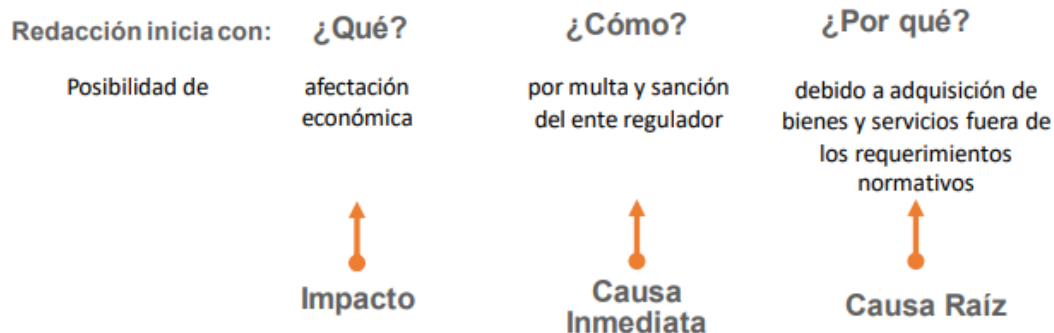 Redacción inicia con: ¿Qué? ¿Cómo? ¿Por qué?
Posibilidad de
afectación
económica
por multa y sanción
del ente regulador
debido a adquisición de
bienes y servicios fuera de
los requerimientos
normativos
Impacto
Causa
Inmediata
Causa Raíz